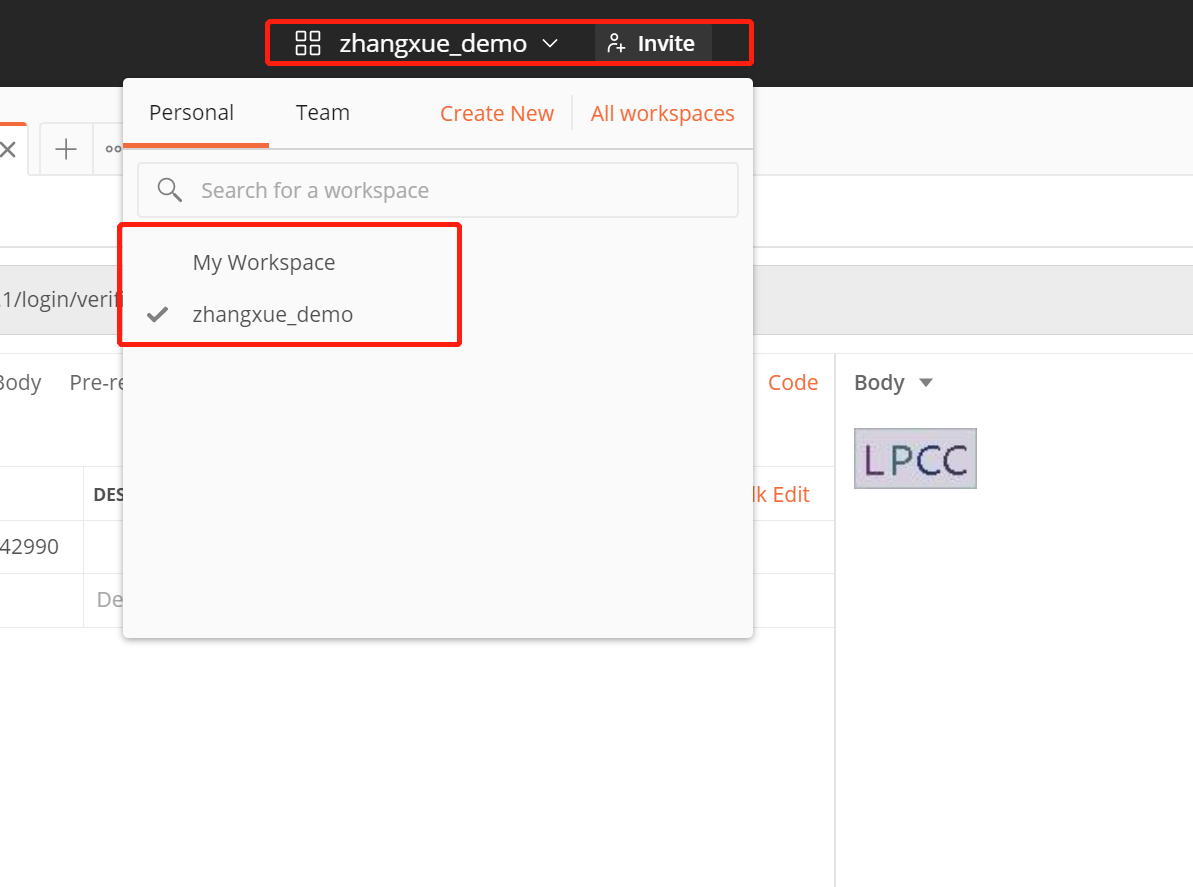 zhangxue_demo Invite
Personal Team Create New All workspaces
Search for a workspace
My Workspace
zhangxue_demo
1/login/verif
Body Pre-re Code Body
LPCC
DES lk Edit
42990
De